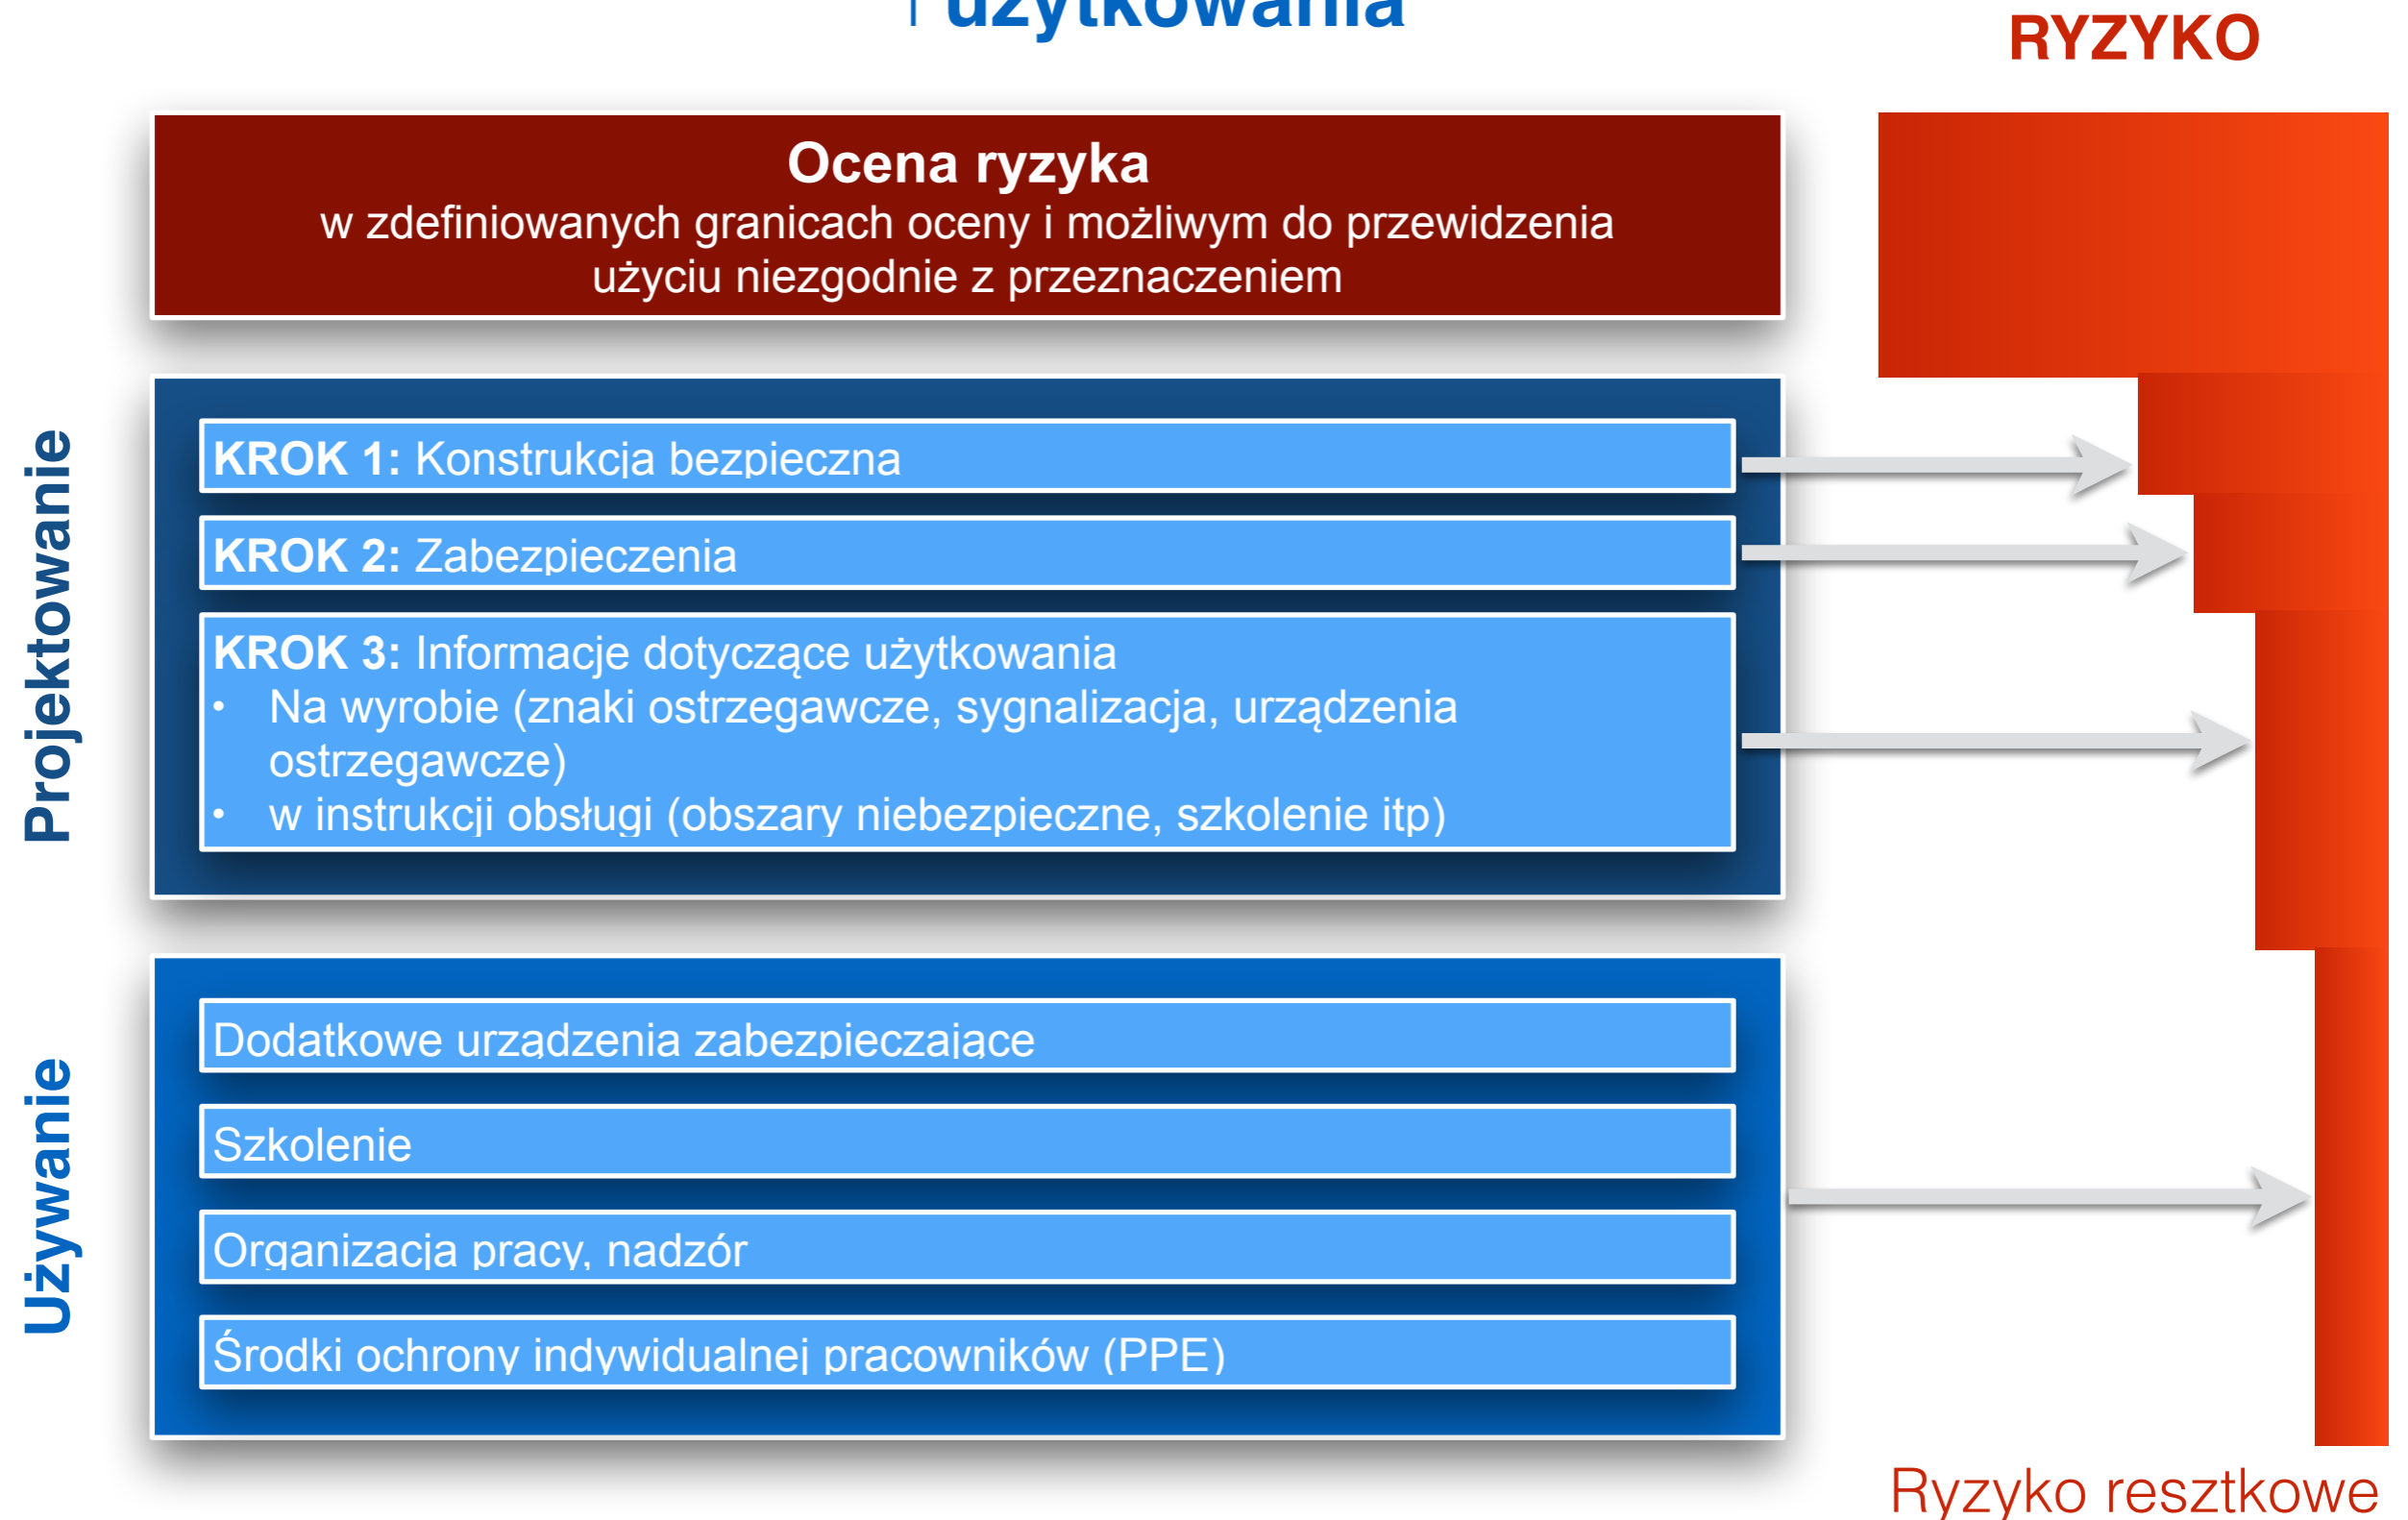 użytkowania
RYZYKO
Ocena ryzyka
w zdefiniowanych granicach oceny i możliwym do przewidzenia
użyciu niezgodnie z przeznaczeniem
Projektowanie
KROK 1: Konstrukcja bezpieczna
KROK 2: Zabezpieczenia
KROK 3: Informacje dotyczące użytkowania
• Na wyrobie (znaki ostrzegawcze, sygnalizacja, urządzenia
ostrzegawcze)
• w instrukcji obsługi (obszary niebezpieczne, szkolenie itp)
Używanie
Dodatkowe urządzenia zabezpieczające
Szkolenie
Organizacja pracy, nadzór
Środki ochrony indywidualnej pracowników (PPE)
Ryzyko resztkowe